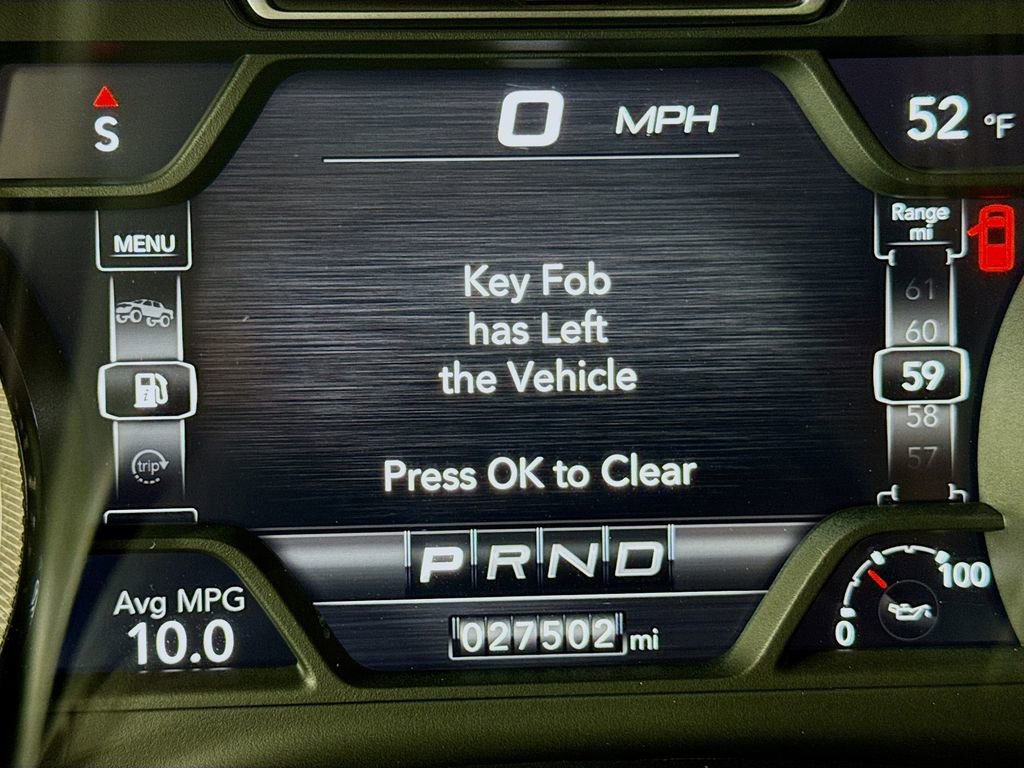 S
0 MPH
52 °F
MENU
Range
mi
61
60
59
58
57
Key Fob
has Left
the Vehicle
Press OK to Clear
trip
P R N D
Avg MPG
10.0
027502 mi
0
100